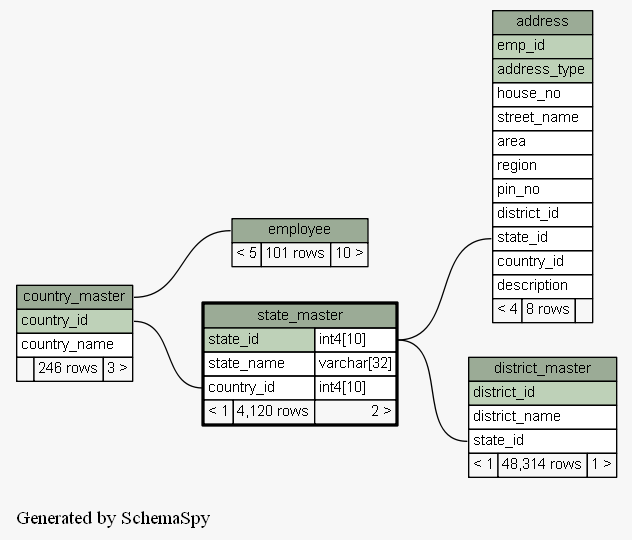 address
emp_id
address_type
house_no
street_name
area
region
pin_no
district_id
state_id
country_id
description
< 4 8 rows
employee
< 5 101 rows 10 >
country_master
country_id
country_name
246 rows 3 >
state_master
state_id int4[10]
state_name varchar[32]
country_id int4[10]
< 1 4,120 rows 2 >
district_master
district_id
district_name
state_id
< 1 48,314 rows 1 >
Generated by SchemaSpy